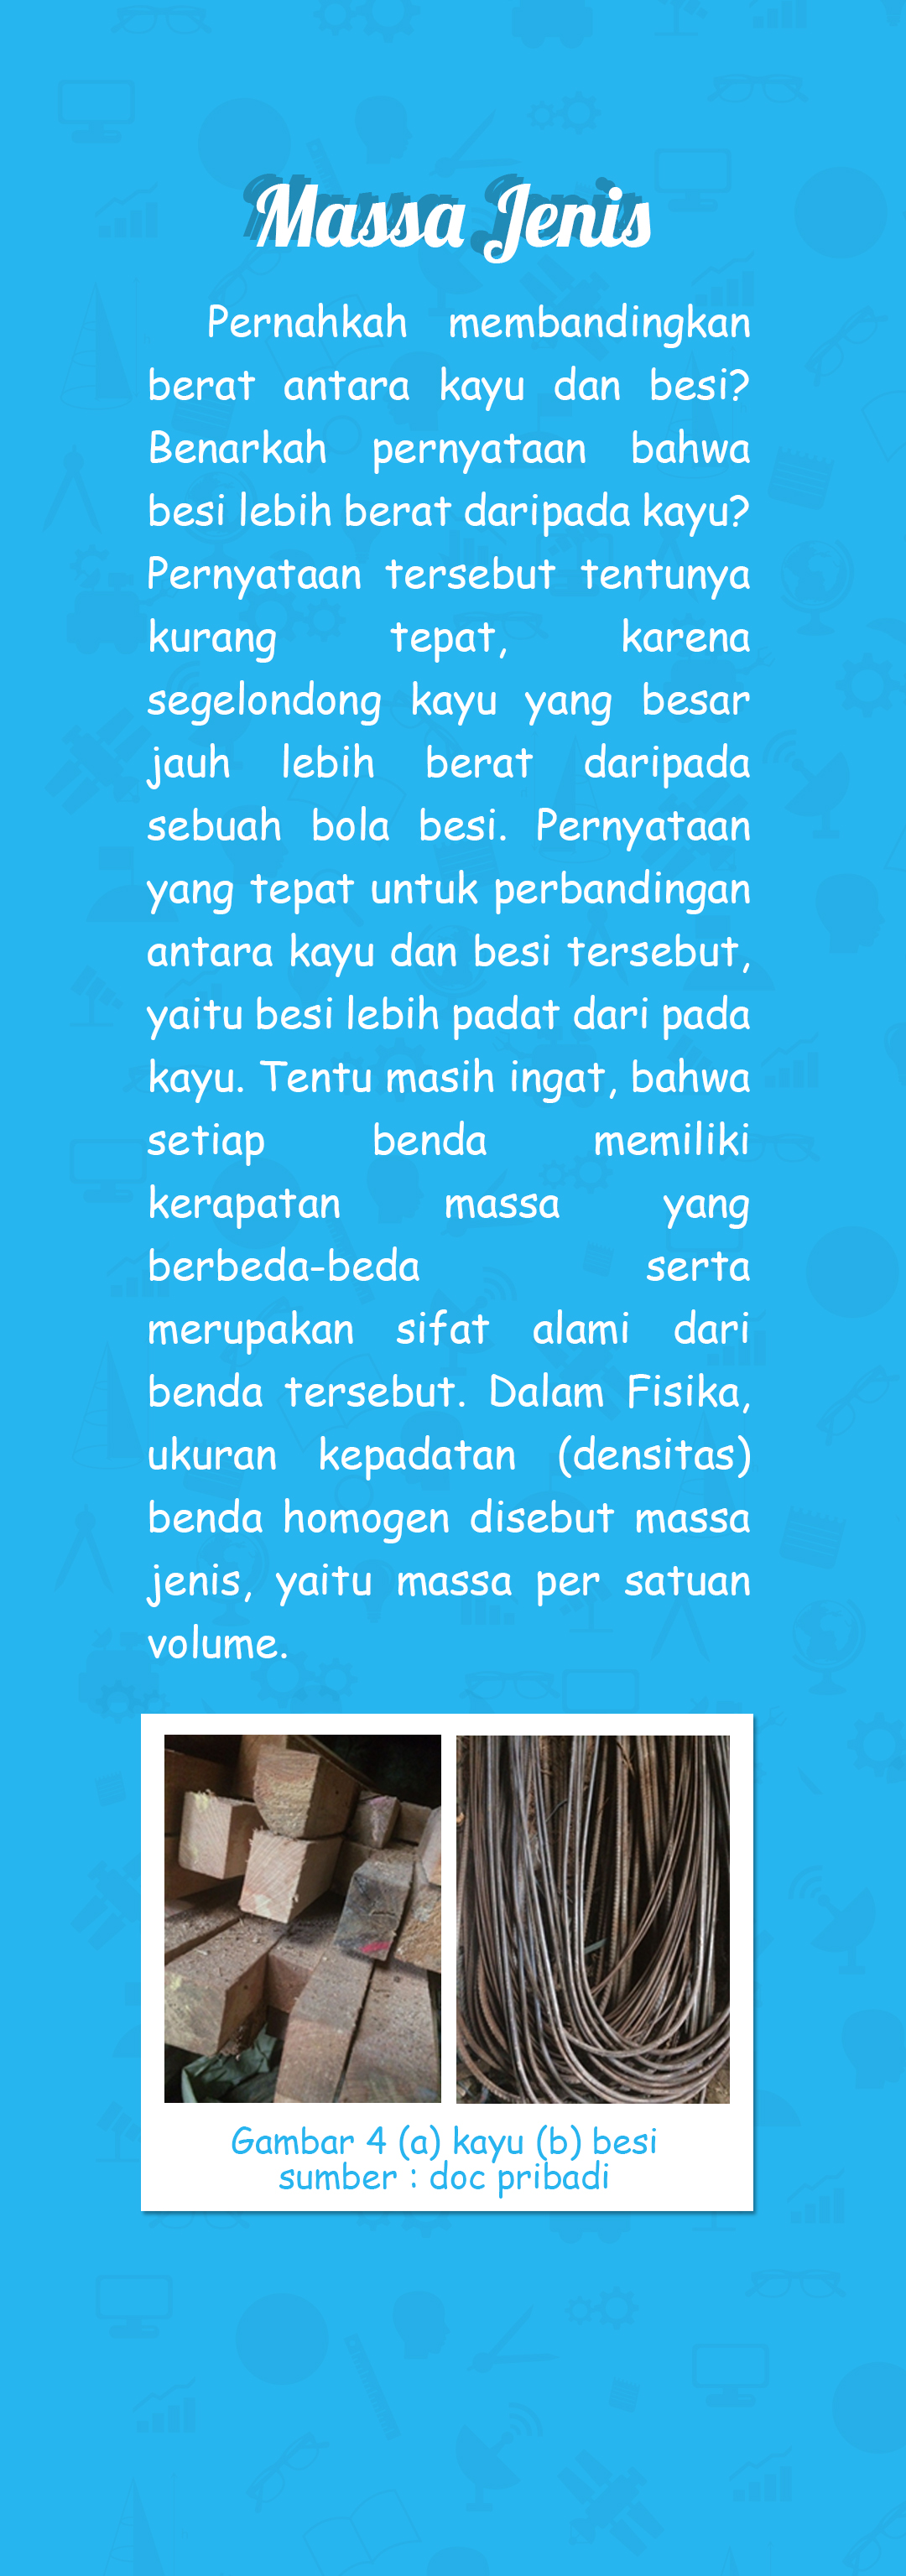 Massa Jenis
Pernahkah membandingkan
berat antara kayu dan besi?
Benarkah pernyataan bahwa
besi lebih berat daripada kayu?
Pernyataan tersebut tentunya
kurang tepat, karena
segelondong kayu yang besar
jauh lebih berat daripada
sebuah bola besi. Pernyataan
yang tepat untuk perbandingan
antara kayu dan besi tersebut,
yaitu besi lebih padat dari pada
kayu. Tentu masih ingat, bahwa
setiap benda memiliki
kerapatan massa yang
berbeda-beda serta
merupakan sifat alami dari
benda tersebut. Dalam Fisika,
ukuran kepadatan (densitas)
benda homogen disebut massa
jenis, yaitu massa per satuan
volume.
Gambar 4 (a) kayu (b) besi
sumber : doc pribadi